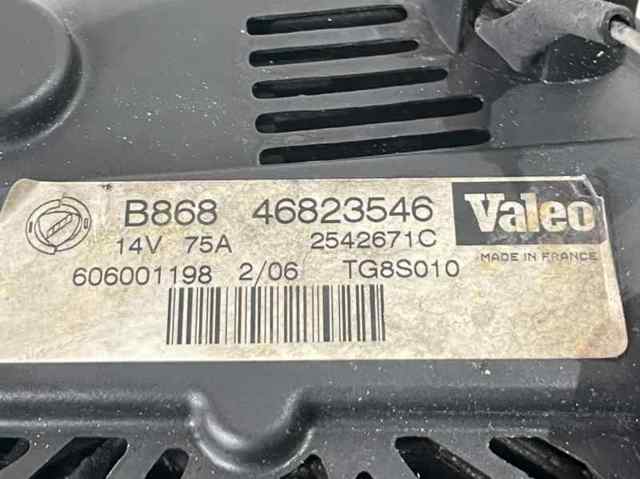 B868 46823546 Valeo
14V 75A 2542671C MADE IN FRANCE
606001198 2/06 TG8S010